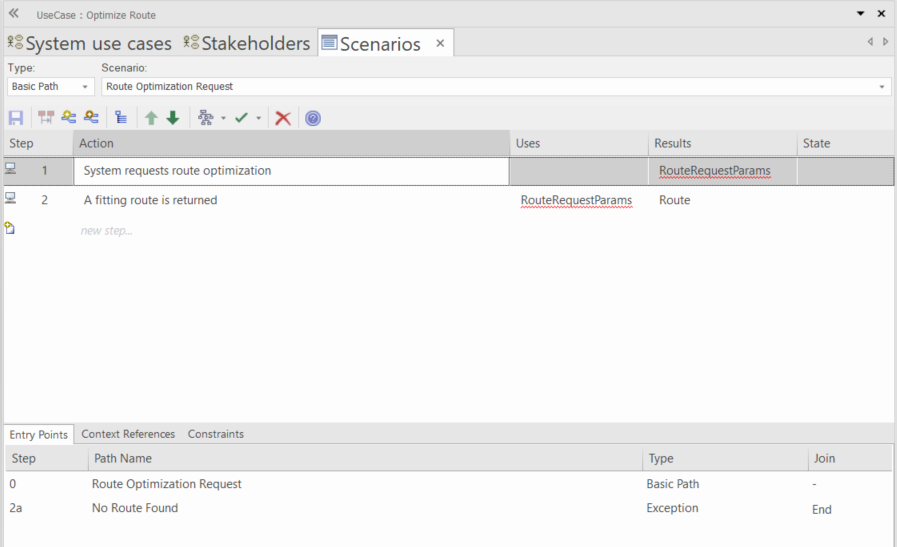 UseCase : Optimize Route
System use cases Stakeholders Scenarios
Type: Scenario:
Basic Path Route Optimization Request
Step Action Uses Results State
1 System requests route optimization RouteRequestParams
2 A fitting route is returned RouteRequestParams Route
new step...
Entry Points Context References Constraints
Step Path Name Type Join
0 Route Optimization Request Basic Path -
2a No Route Found Exception End